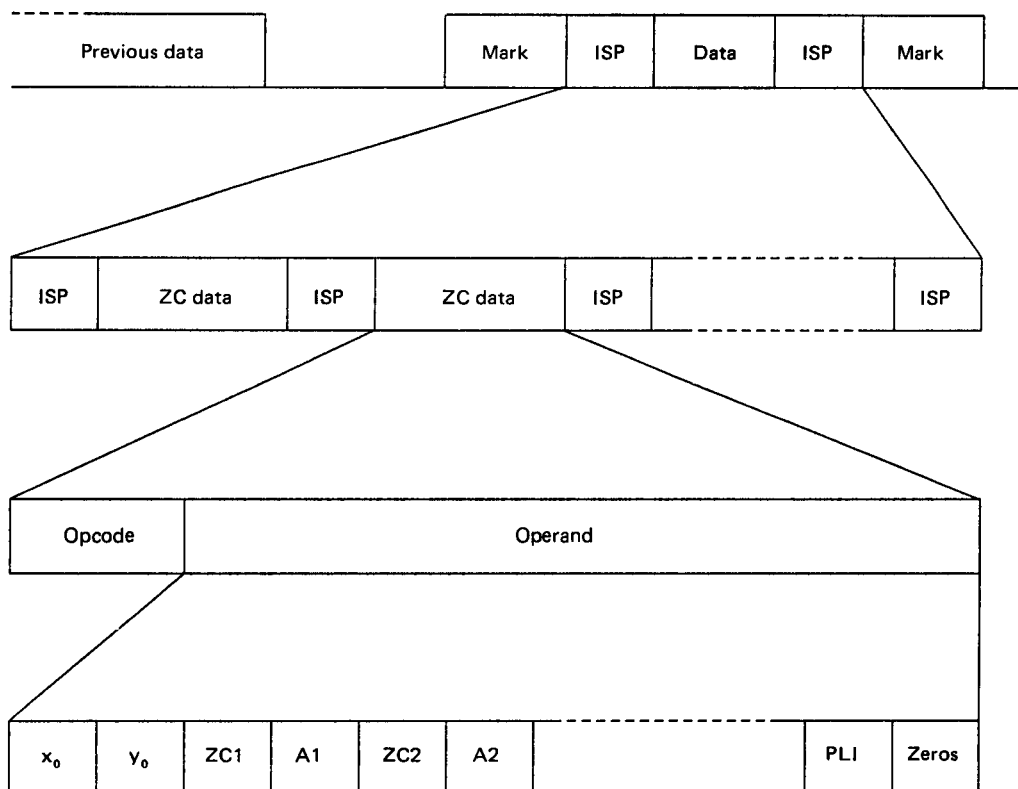 Previous data Mark ISP Data ISP Mark
ISP ZC data ISP ZC data ISP ISP
Opcode Operand
x₀ y₀ ZC1 A1 ZC2 A2 PLI Zeros